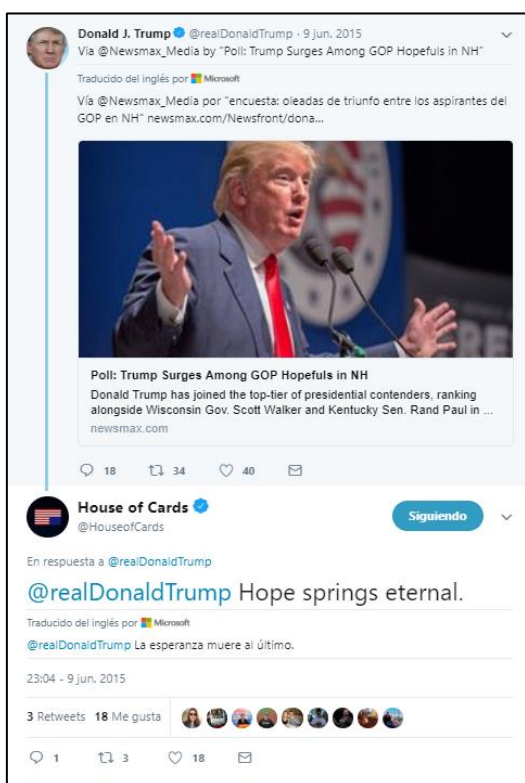 Donald J. Trump @realDonaldTrump · 9 jun. 2015
Via @Newsmax_Media by "Poll: Trump Surges Among GOP Hopefuls in NH"
Traducido del inglés por Microsoft
Vía @Newsmax_Media por "encuesta: oleadas de triunfo entre los aspirantes del
GOP en NH" newsmax.com/Newsfront/dona...
Poll: Trump Surges Among GOP Hopefuls in NH
Donald Trump has joined the top-tier of presidential contenders, ranking
alongside Wisconsin Gov. Scott Walker and Kentucky Sen. Rand Paul in ...
newsmax.com
18 34 40
House of Cards
@HouseofCards
Siguiendo
En respuesta a @realDonaldTrump
@realDonaldTrump Hope springs eternal.
Traducido del inglés por Microsoft
@realDonaldTrump La esperanza muere al último.
23:04 - 9 jun. 2015
3 Retweets 18 Me gusta
1 3 18